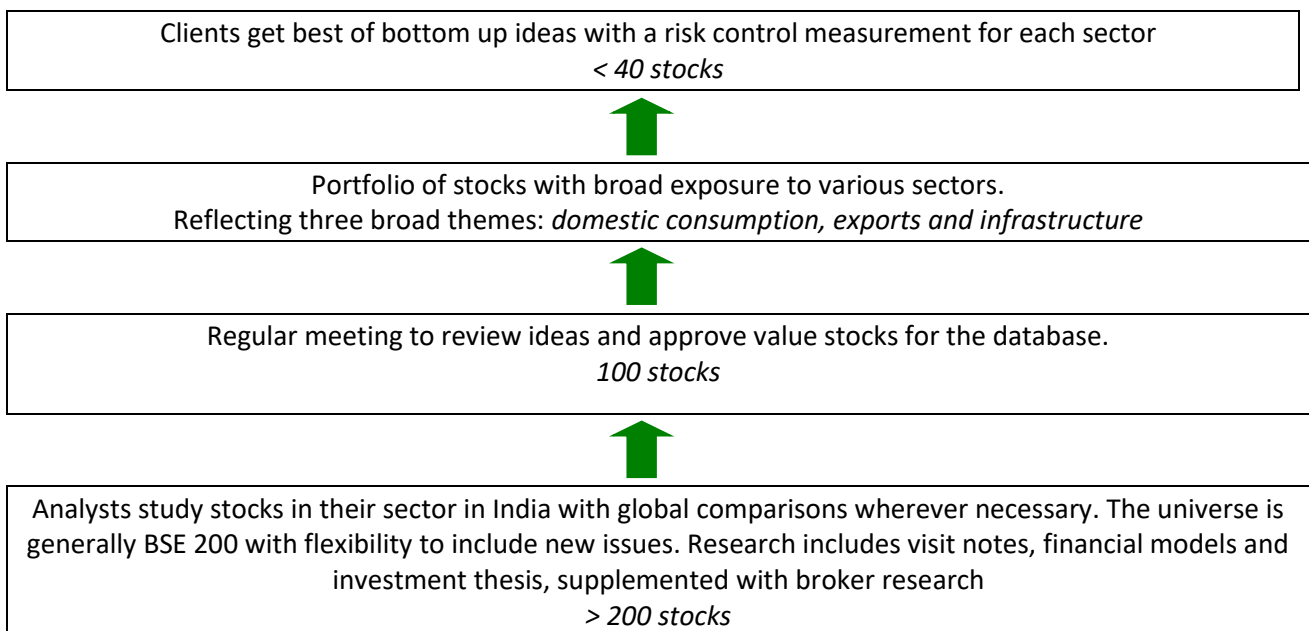 Clients get best of bottom up ideas with a risk control measurement for each sector
< 40 stocks
Portfolio of stocks with broad exposure to various sectors.
Reflecting three broad themes: domestic consumption, exports and infrastructure
Regular meeting to review ideas and approve value stocks for the database.
100 stocks
Analysts study stocks in their sector in India with global comparisons wherever necessary. The universe is
generally BSE 200 with flexibility to include new issues. Research includes visit notes, financial models and
investment thesis, supplemented with broker research
> 200 stocks